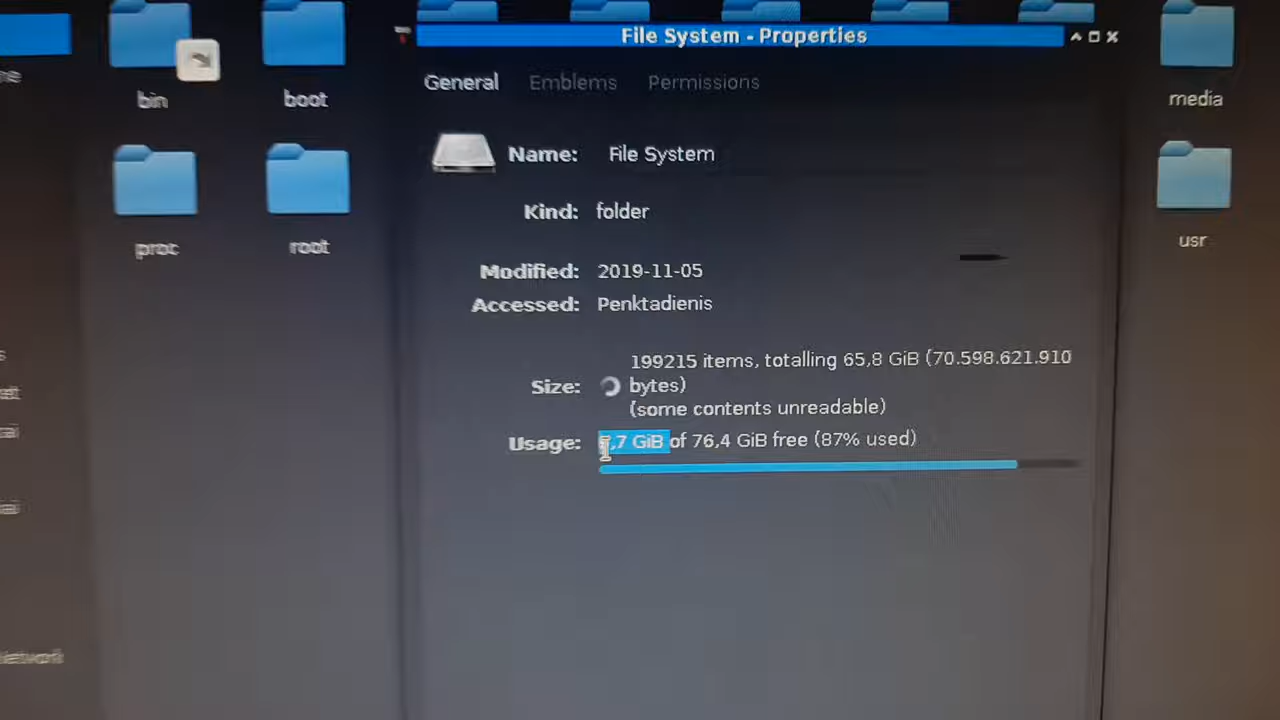 File System - Properties
bin
boot
media
General Emblems Permissions
Name: File System
Kind: folder
proc
root
usr
Modified: 2019-11-05
Accessed: Penktadienis
Size: 199215 items, totalling 65,8 GiB (70.598.621.910
bytes)
(some contents unreadable)
Usage: ,7 GiB of 76,4 GiB free (87% used)